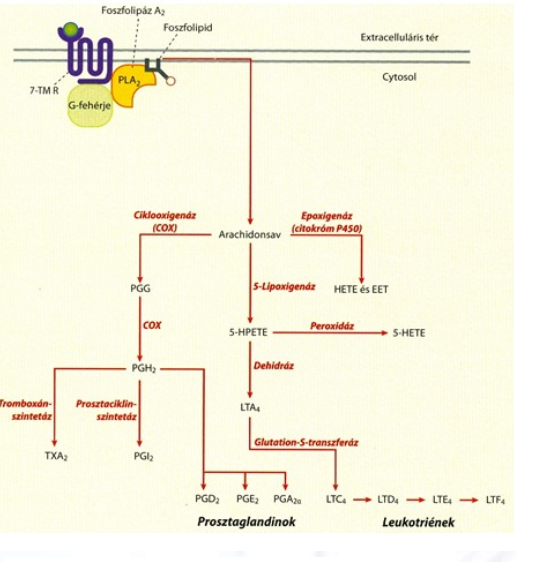 Foszfolipáz A2
Foszfolipid
Extracelluláris tér
Cytosol
7-TM R
PLA2
G-fehérje
Ciklooxigenáz
(COX)
Epoxigenáz
(citokróm P450)
Arachidonsav
PGG
5-Lipoxigenáz
HETE és EET
COX
5-HPETE
Peroxidáz
5-HETE
PGH2
Dehidráz
Tromboxán-
szintetáz
Prosztaciklin-
szintetáz
LTA4
Glutation-S-transzferáz
TXA2
PGI2
PGD2
PGE2
PGA2α
LTC4
LTD4
LTE4
LTF4
Prosztaglandinok
Leukotriének